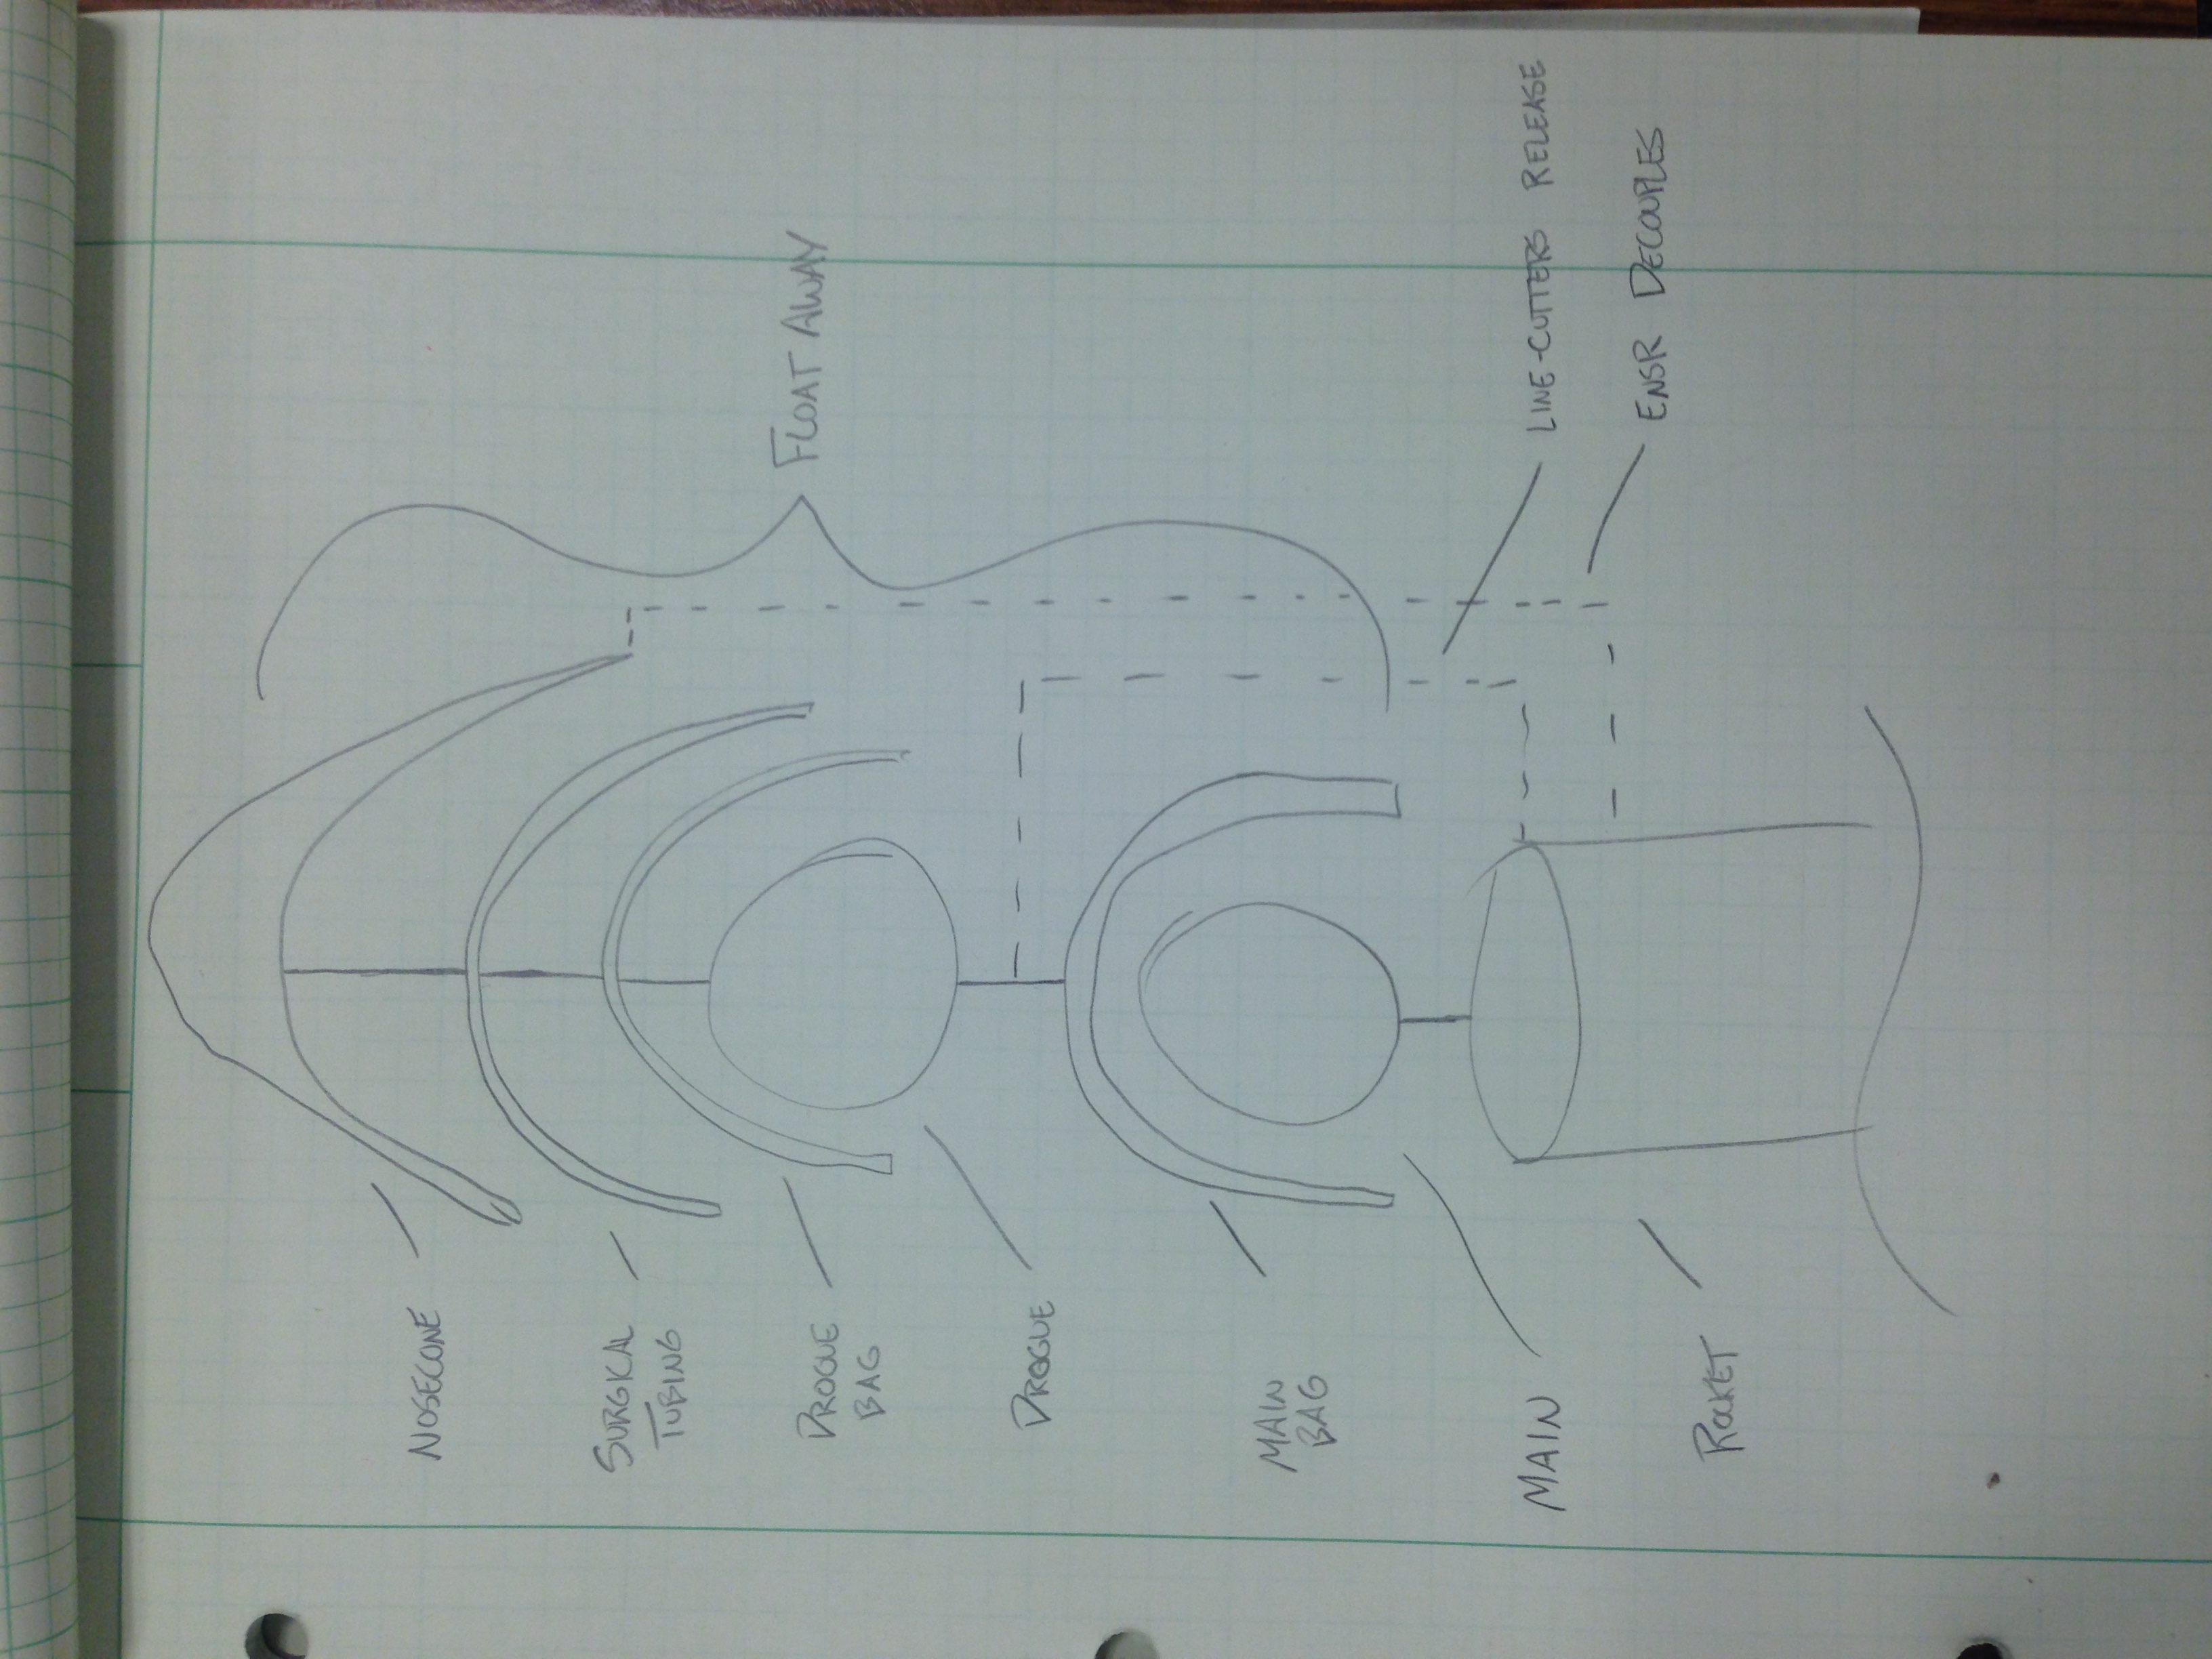 NOSECONE
SURGICAL
TUBING
FLOAT AWAY
DROGUE
BAG
DROGUE
MAIN
BAG
MAIN
LINE-CUTTERS RELEASE
ENSR DECOUPLES
ROCKET